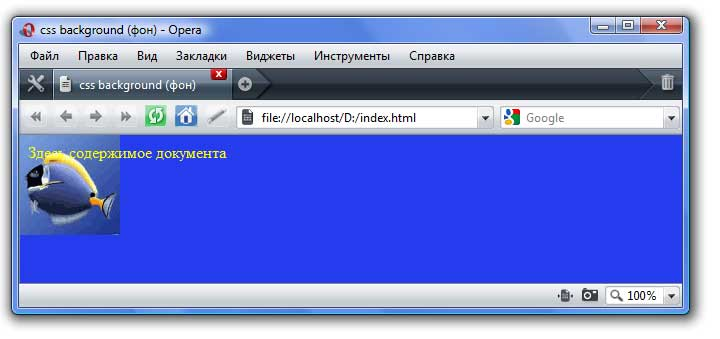 css background (фон) - Opera
Файл Правка Вид Закладки Виджеты Инструменты Справка
css background (фон)
file://localhost/D:/index.html Google
Здесь содержимое документа
100%